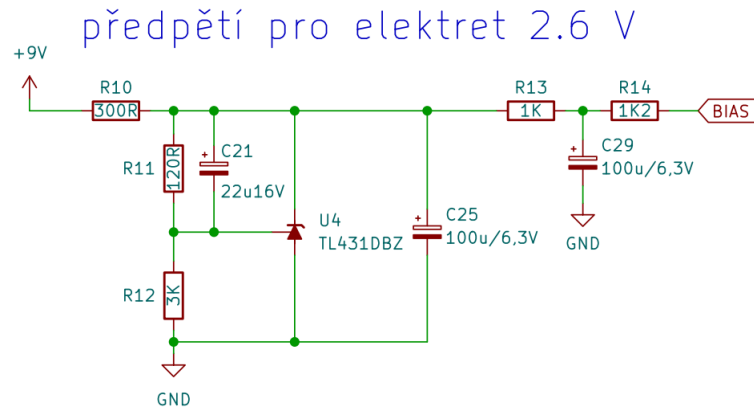 předpětí pro elektret 2.6 V
+9V
R10
300R
R13
1K
R14
1K2
BIAS
R11
120R
C21
22u16V
C29
100u/6,3V
U4
TL431DBZ
C25
100u/6,3V
GND
R12
3K
GND